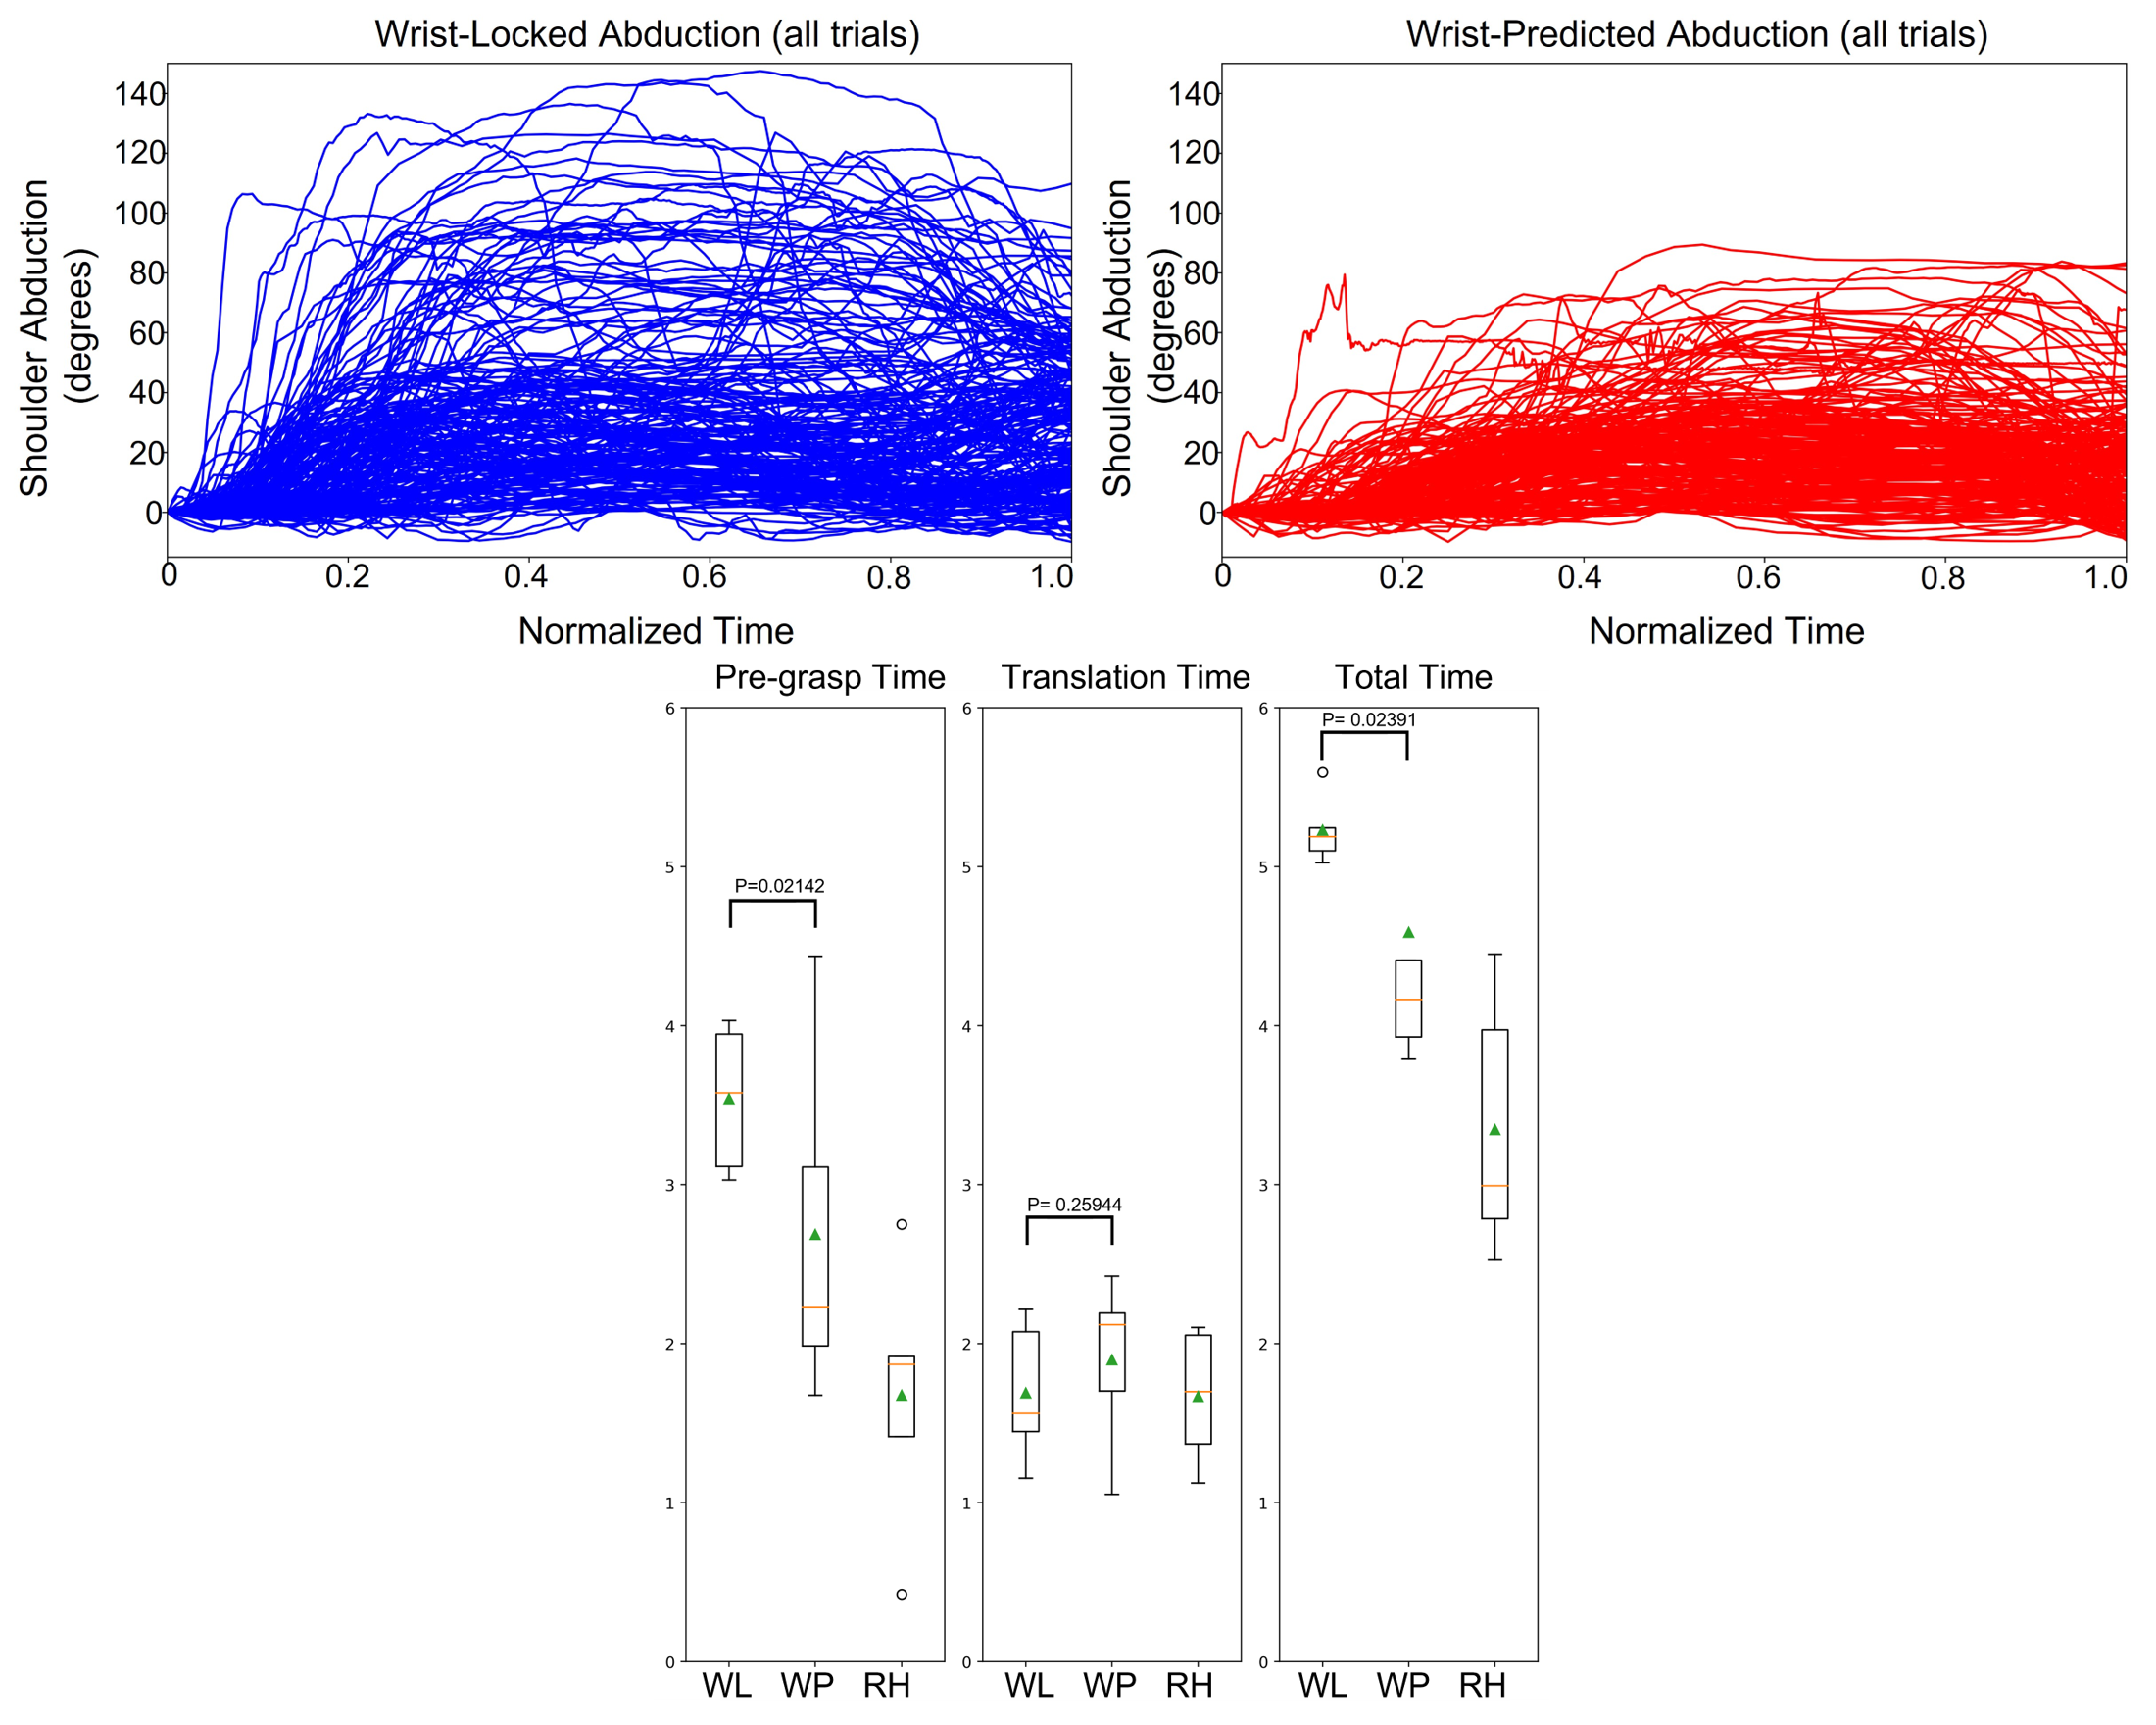 Wrist-Locked Abduction (all trials)
Wrist-Predicted Abduction (all trials)
Shoulder Abduction
(degrees)
140
120
100
80
60
40
20
0
0 0.2 0.4 0.6 0.8 1.0
Normalized Time
Shoulder Abduction
(degrees)
140
120
100
80
60
40
20
0
0 0.2 0.4 0.6 0.8 1.0
Normalized Time
Pre-grasp Time
6
5
4
3
2
1
0
P=0.02142
WL WP RH
Translation Time
6
5
4
3
2
1
0
P= 0.25944
WL WP RH
Total Time
6
5
4
3
2
1
0
P= 0.02391
WL WP RH